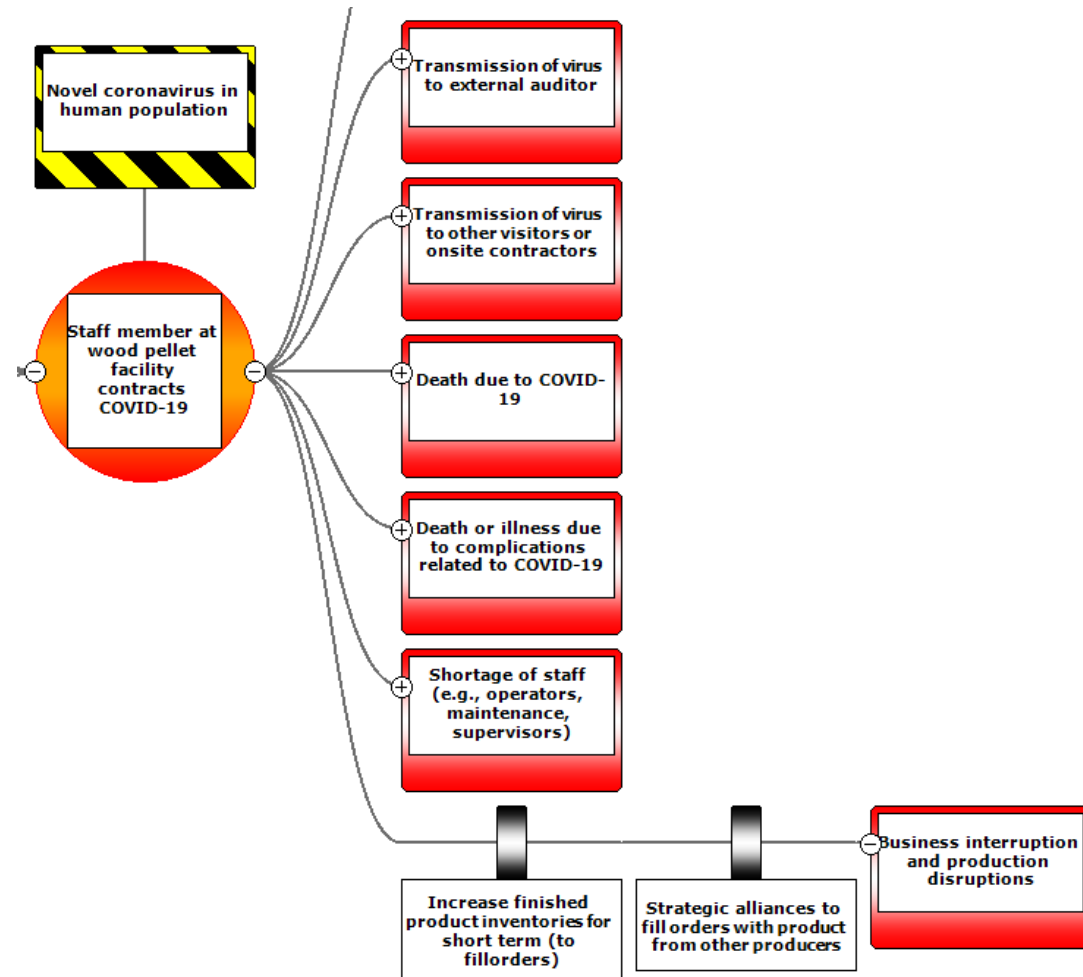 Novel coronavirus in
human population
Staff member at
wood pellet
facility
contracts
COVID-19
Transmission of virus
to external auditor
Transmission of virus
to other visitors or
onsite contractors
Death due to COVID-
19
Death or illness due
to complications
related to COVID-19
Shortage of staff
(e.g., operators,
maintenance,
supervisors)
Increase finished
product inventories for
short term (to
fillorders)
Strategic alliances to
fill orders with product
from other producers
Business interruption
and production
disruptions